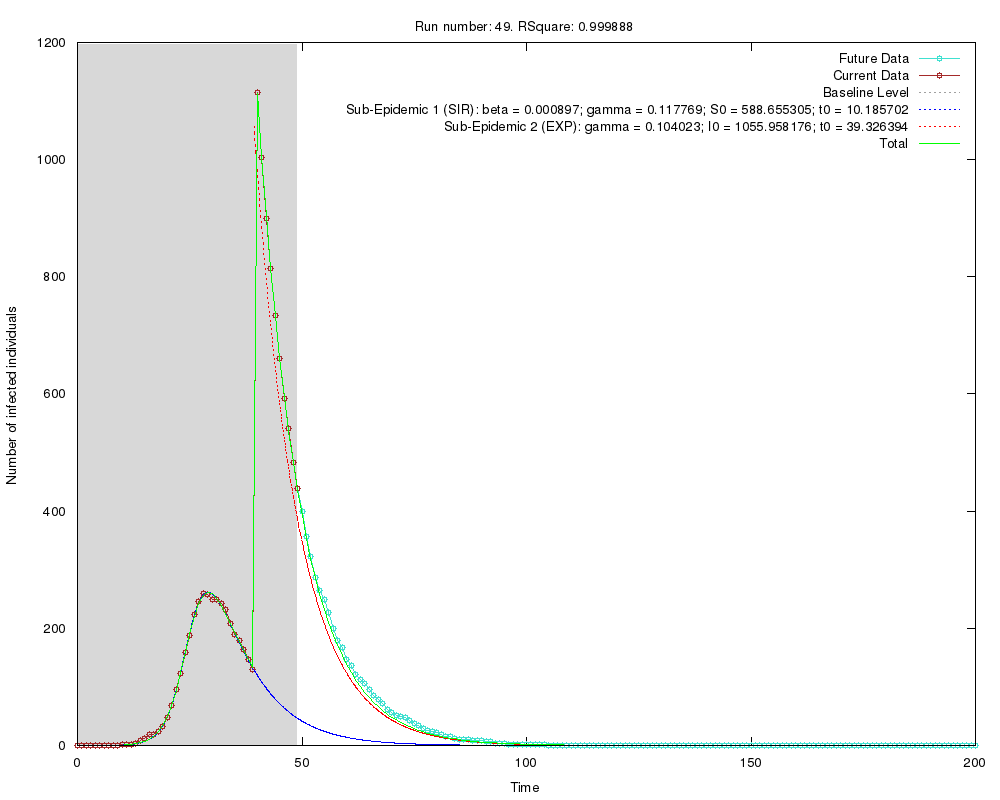 Run number: 49. RSquare: 0.999888
1200
1000
800
600
400
200
0
0
50
100
150
200
Number of infected individuals
Time
Future Data
Current Data
Baseline Level
Sub-Epidemic 1 (SIR): beta = 0.000897; gamma = 0.117769; S0 = 588.655305; t0 = 10.185702
Sub-Epidemic 2 (EXP): gamma = 0.104023; I0 = 1055.958176; t0 = 39.326394
Total